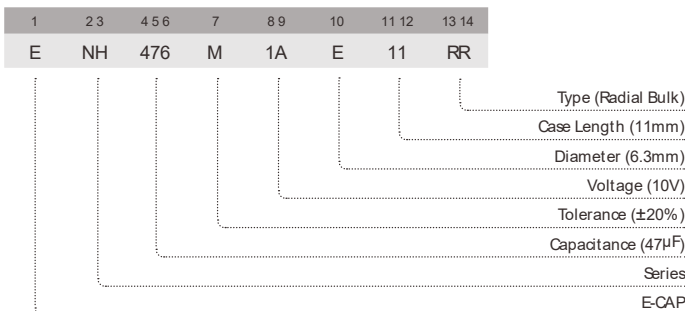 1 2 3 4 5 6 7 8 9 10 11 12 13 14
E NH 476 M 1A E 11 RR
Type (Radial Bulk)
Case Length (11mm)
Diameter (6.3mm)
Voltage (10V)
Tolerance (±20%)
Capacitance (47µF)
Series
E-CAP